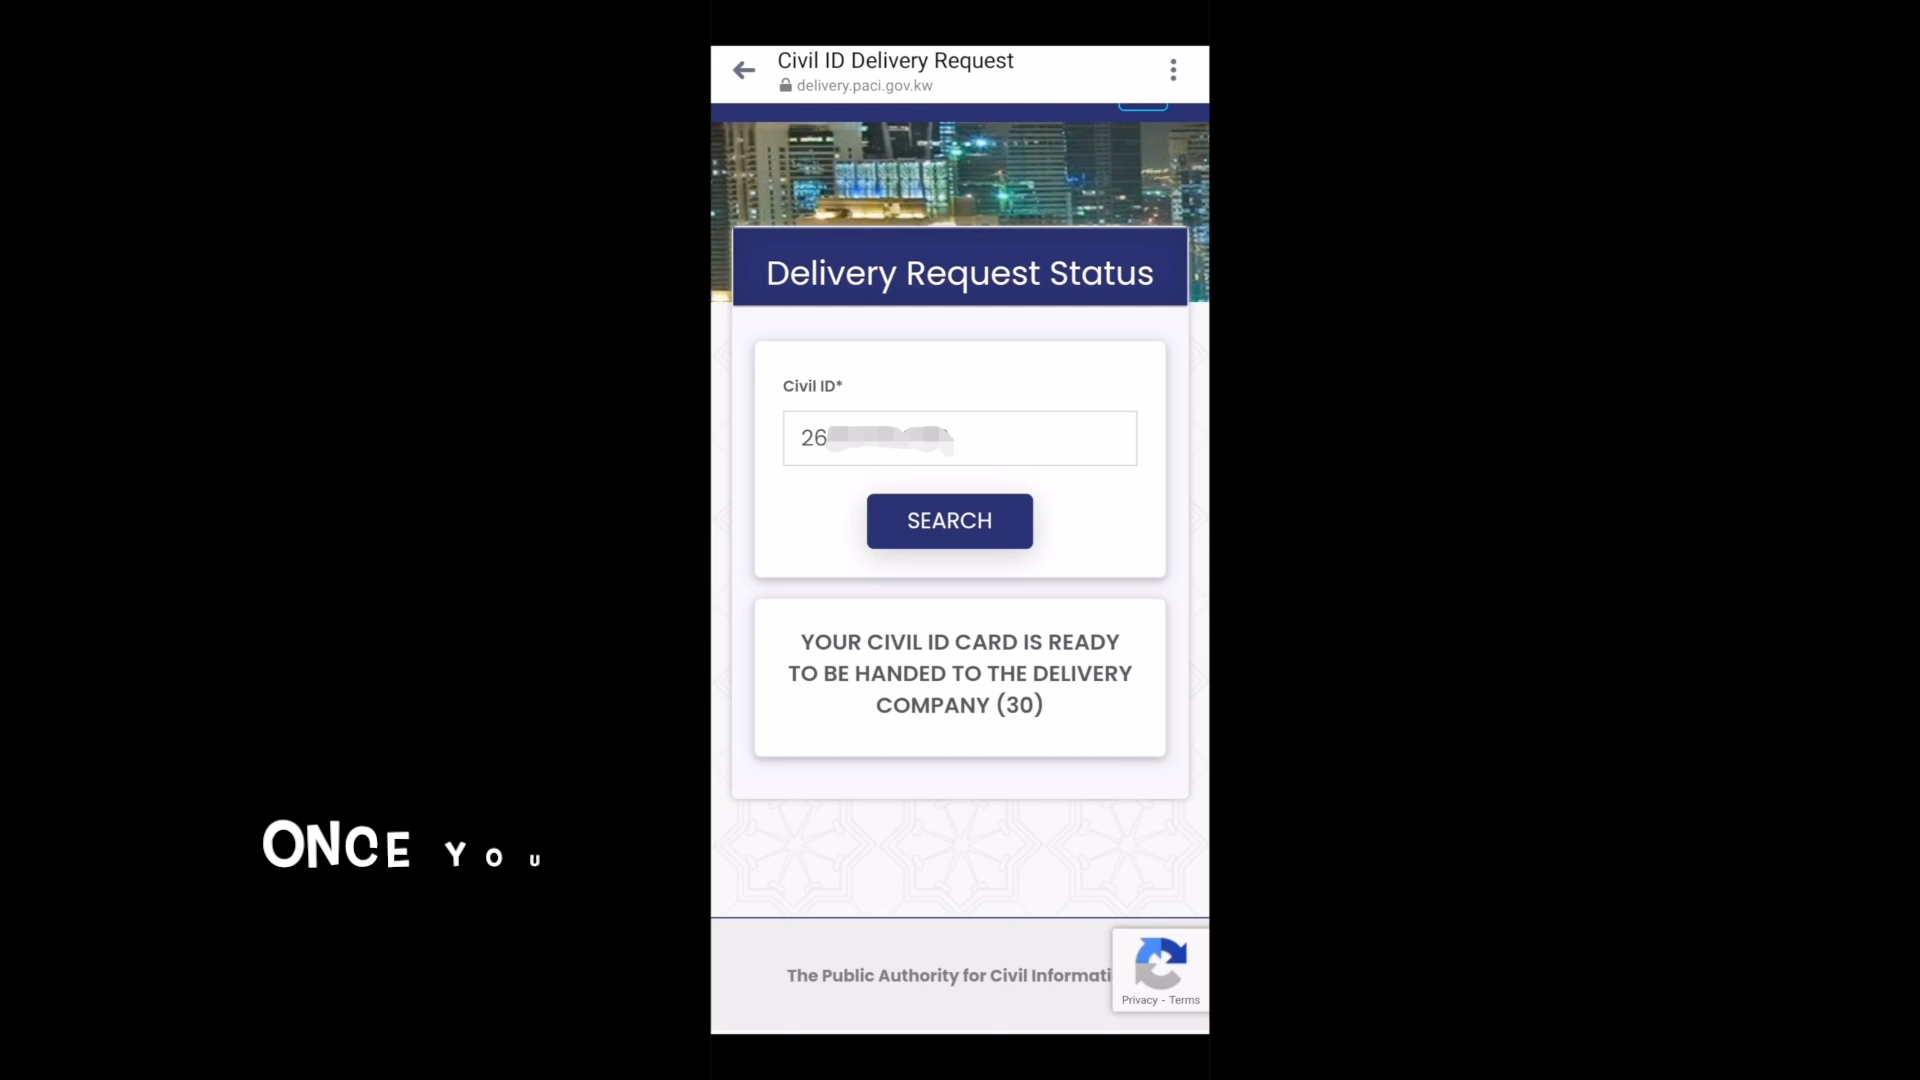 Civil ID Delivery Request
delivery.paci.gov.kw
Delivery Request Status
Civil ID*
26
SEARCH
YOUR CIVIL ID CARD IS READY
TO BE HANDED TO THE DELIVERY
COMPANY (30)
ONCE YOU
The Public Authority for Civil Informati
Privacy - Terms